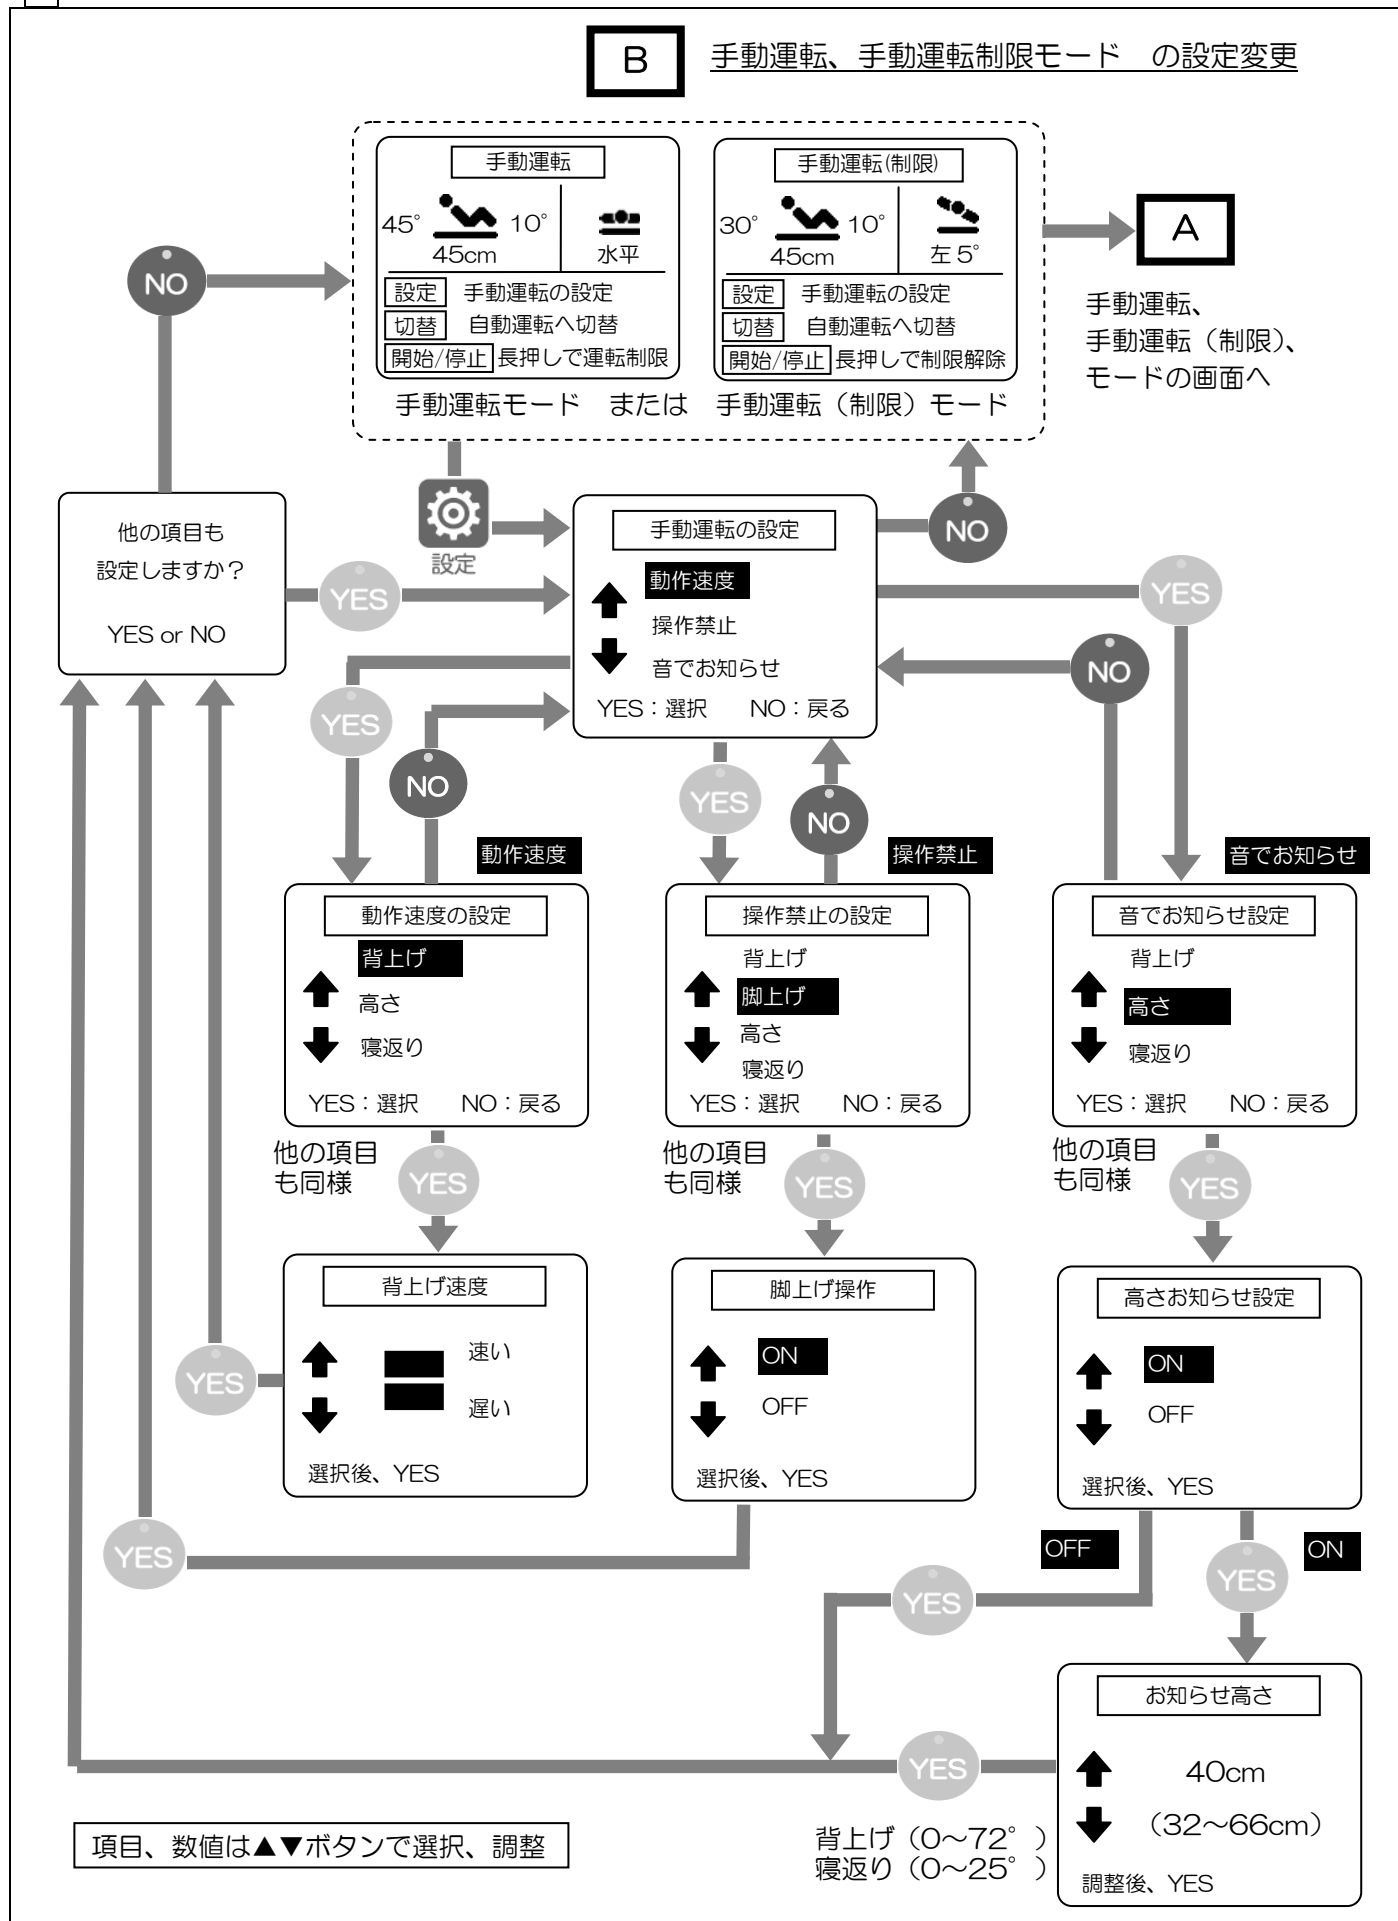 B
手動運転、手動運転制限モード　の設定変更
手動運転
45°
10°
45cm
水平
設定　手動運転の設定
切替　自動運転へ切替
開始/停止 長押しで運転制限
手動運転(制限)
30°
10°
45cm
左5°
設定　手動運転の設定
切替　自動運転へ切替
開始/停止 長押しで制限解除
手動運転モード　または　手動運転（制限）モード
A
手動運転、
手動運転（制限）、
モードの画面へ
NO
設定
他の項目も
設定しますか？
YES or NO
YES
手動運転の設定
動作速度
操作禁止
音でお知らせ
YES：選択　NO：戻る
NO
YES
NO
YES
NO
YES
NO
動作速度
操作禁止
音でお知らせ
動作速度の設定
背上げ
高さ
寝返り
YES：選択　NO：戻る
操作禁止の設定
背上げ
脚上げ
高さ
寝返り
YES：選択　NO：戻る
音でお知らせ設定
背上げ
高さ
寝返り
YES：選択　NO：戻る
他の項目
も同様
YES
他の項目
も同様
YES
他の項目
も同様
YES
背上げ速度
速い
遅い
選択後、YES
YES
脚上げ操作
ON
OFF
選択後、YES
YES
高さお知らせ設定
ON
OFF
選択後、YES
OFF
YES
ON
YES
お知らせ高さ
40cm
（32～66cm）
調整後、YES
YES
背上げ（0～72°）
寝返り（0～25°）
項目、数値は▲▼ボタンで選択、調整